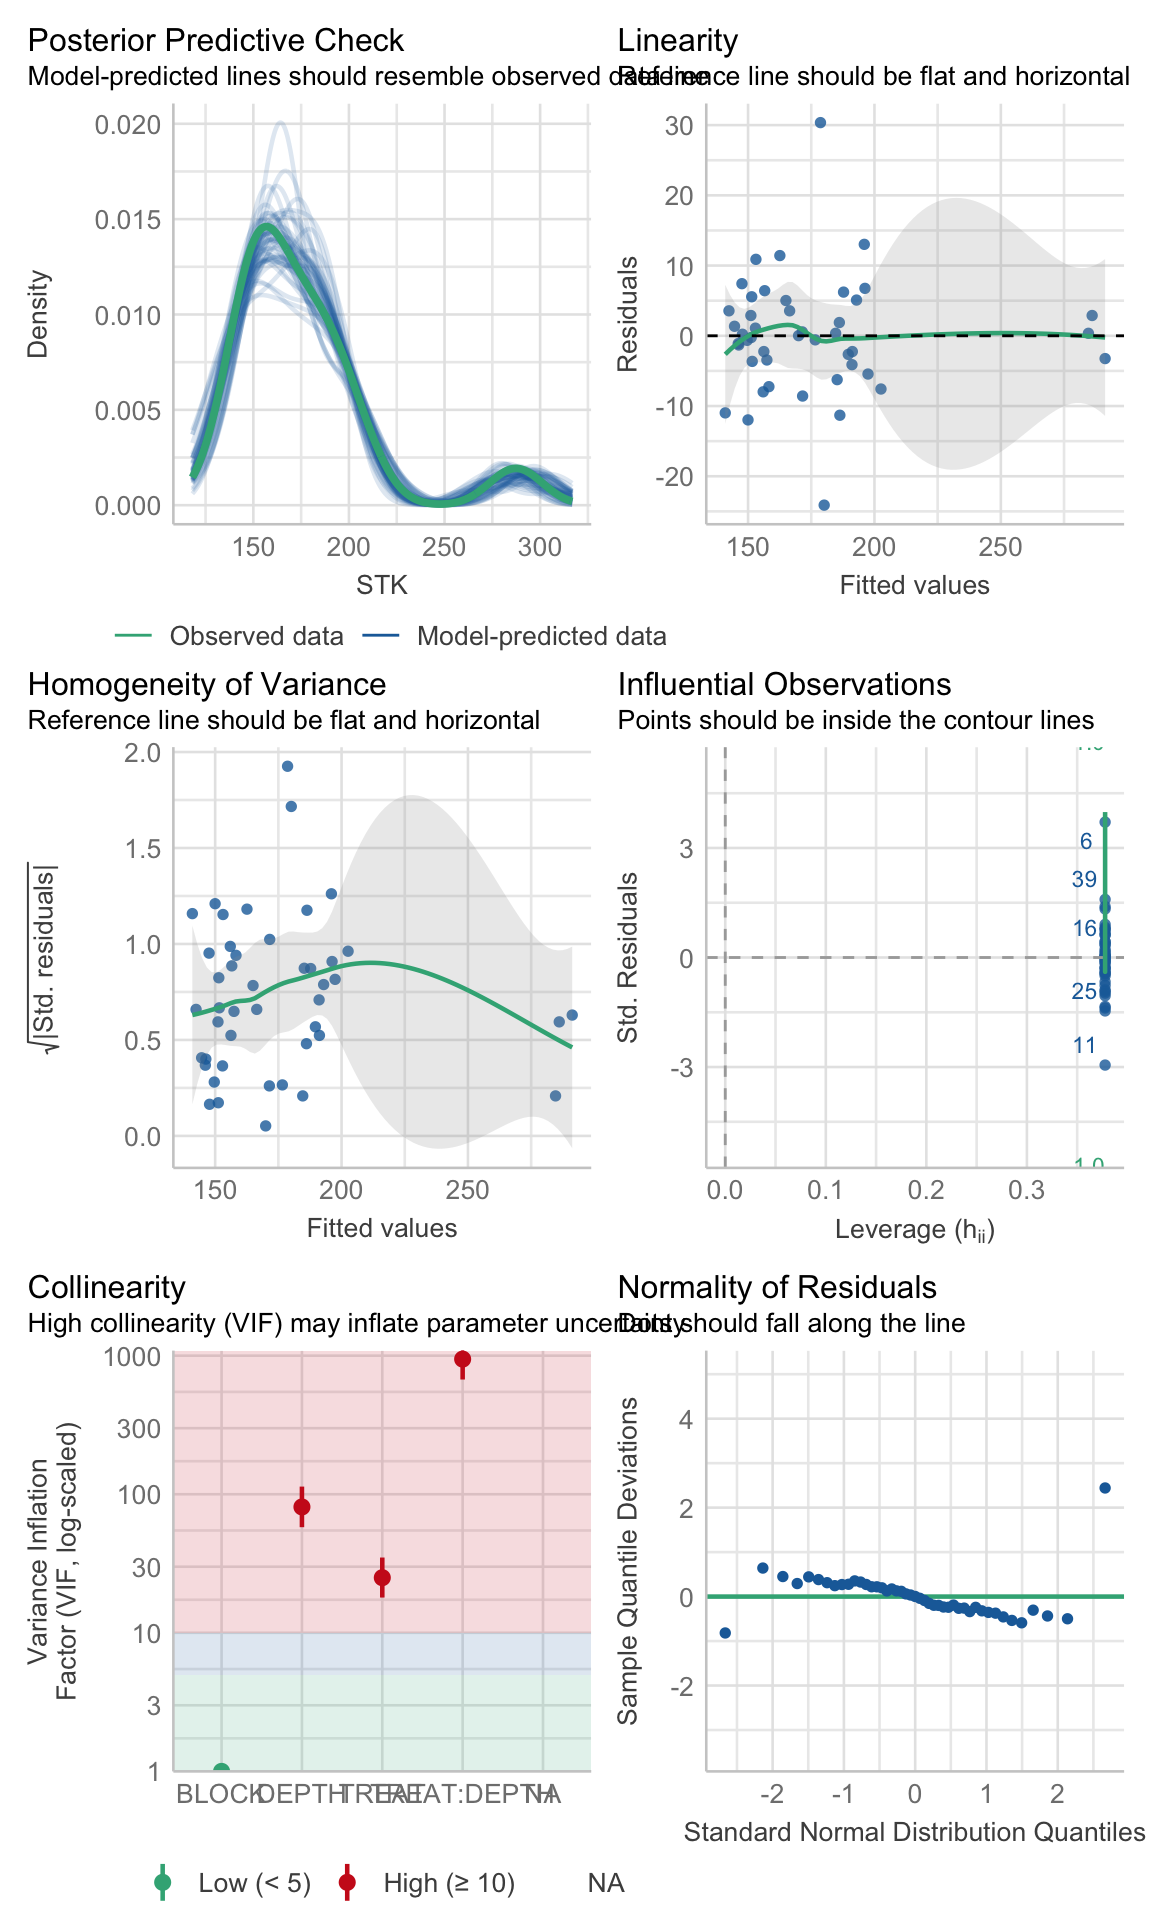 Posterior Predictive Check
Model-predicted lines should resemble observed data line
0.020
0.015
0.010
0.005
0.000
Density
150 200 250 300
STK
Observed data Model-predicted data
Linearity
Reference line should be flat and horizontal
30
20
10
0
-10
-20
Residuals
150 200 250
Fitted values
Homogeneity of Variance
Reference line should be flat and horizontal
2.0
1.5
1.0
0.5
0.0
√|Std. residuals|
150 200 250
Fitted values
Influential Observations
Points should be inside the contour lines
3
0
-3
Std. Residuals
6
39
16
25
11
1.0
0.0 0.1 0.2 0.3
Leverage (hii)
Collinearity
High collinearity (VIF) may inflate parameter uncertainty
1000
300
100
30
10
3
1
Variance Inflation
Factor (VIF, log-scaled)
BLOCK DEPTH TREAT TREAT:DEPTH NA
Low (< 5) High (≥ 10) NA
Normality of Residuals
Dots should fall along the line
4
2
0
-2
Sample Quantile Deviations
-2 -1 0 1 2
Standard Normal Distribution Quantiles